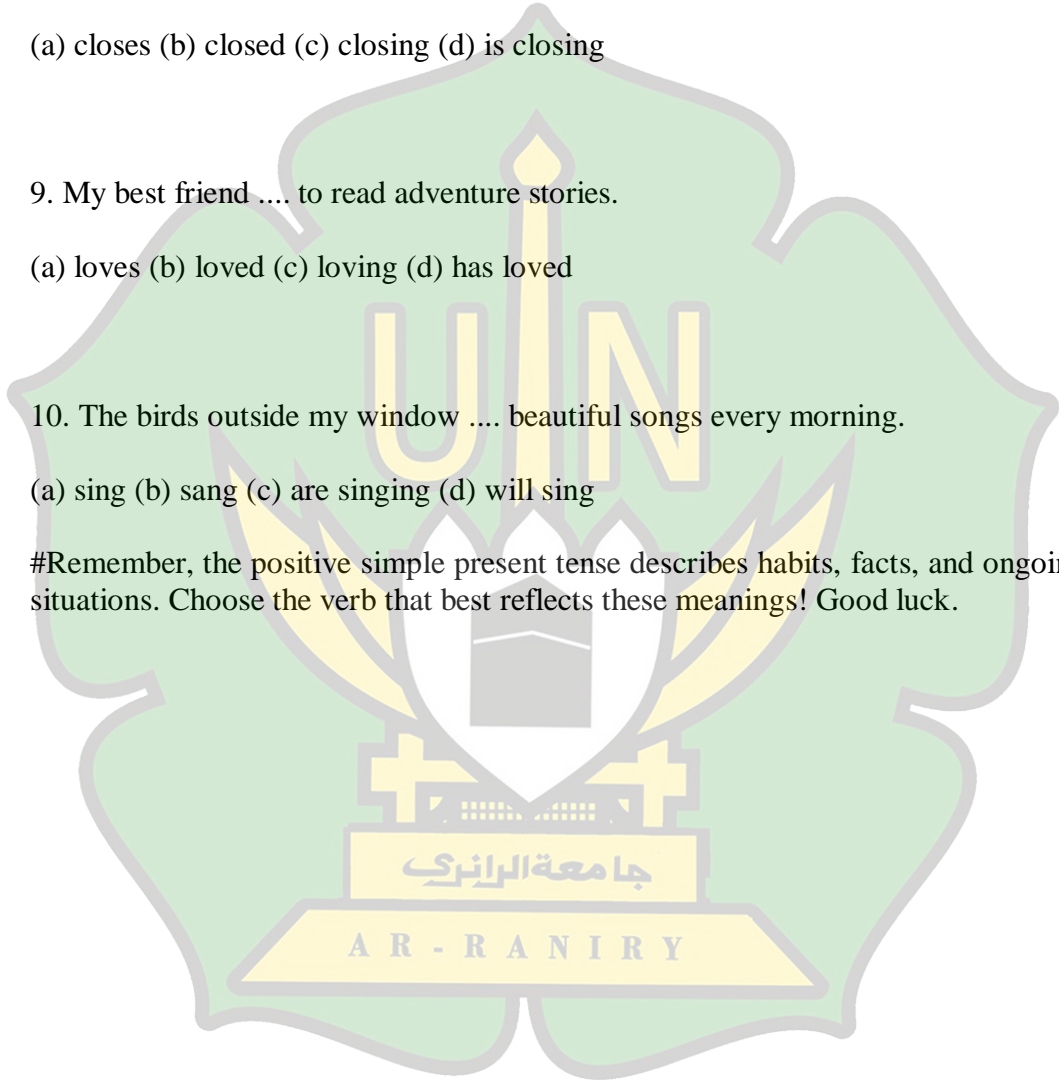 (a) closes (b) closed (c) closing (d) is closing
9. My best friend .... to read adventure stories.
(a) loves (b) loved (c) loving (d) has loved
10. The birds outside my window .... beautiful songs every morning.
(a) sing (b) sang (c) are singing (d) will sing
#Remember, the positive simple present tense describes habits, facts, and ongoin
situations. Choose the verb that best reflects these meanings! Good luck.
UIN
جامعةالرانري
AR-RANIRY